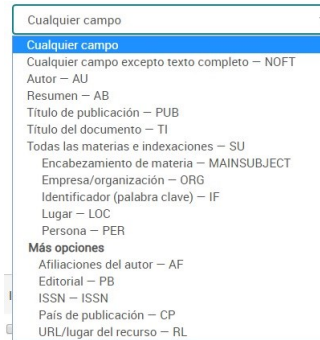 Cualquier campo
Cualquier campo
Cualquier campo excepto texto completo — NOFT
Autor — AU
Resumen — AB
Título de publicación — PUB
Título del documento — TI
Todas las materias e indexaciones — SU
Encabezamiento de materia — MAINSUBJECT
Empresa/organización — ORG
Identificador (palabra clave) — IF
Lugar — LOC
Persona — PER
Más opciones
Afiliaciones del autor — AF
Editorial — PB
ISSN — ISSN
País de publicación — CP
URL/lugar del recurso — RL